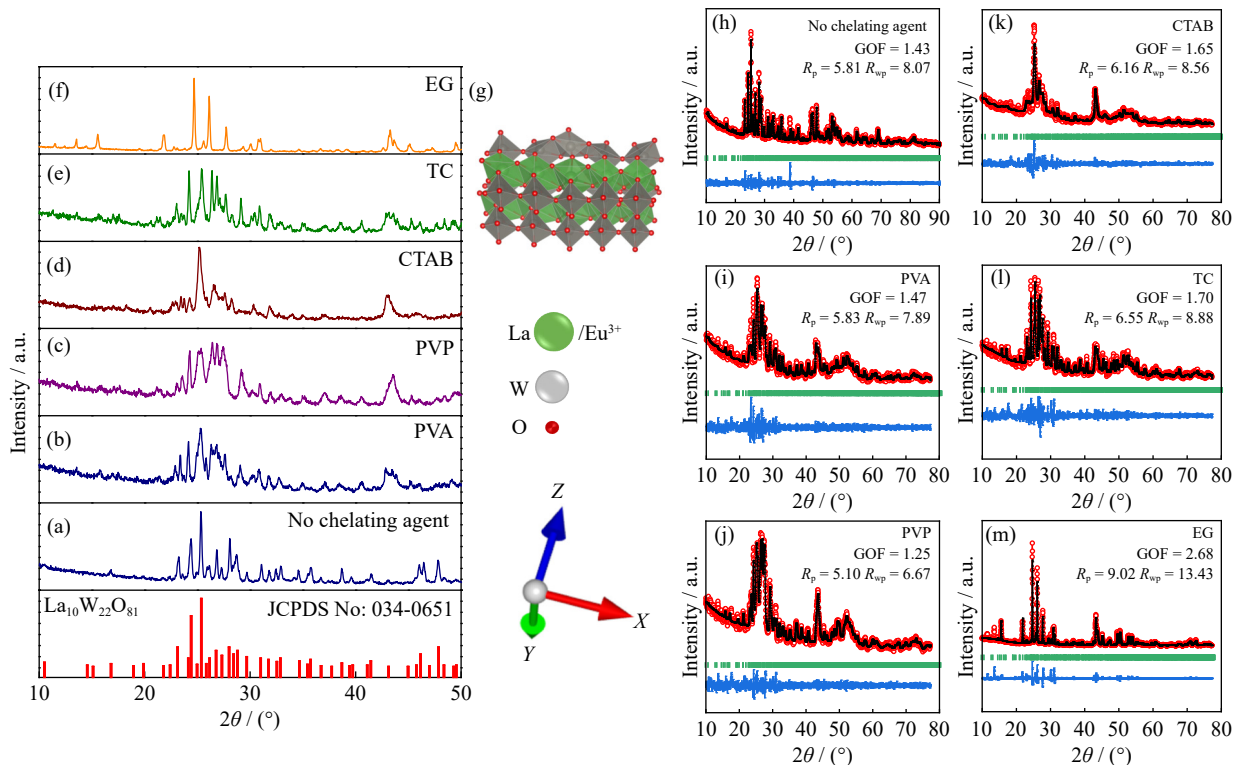 (f)
EG
(e)
TC
(d)
CTAB
(c)
PVP
(b)
PVA
(a)
No chelating agent
La₁₀W₂₂O₈₁
JCPDS No: 034-0651
Intensity / a.u.
10 20 30 40 50
2θ / (°)
(g)
La /Eu³⁺
W
O
Z
X
Y
(h)
No chelating agent
GOF = 1.43
Rₚ = 5.81 R_wp = 8.07
Intensity / a.u.
10 20 30 40 50 60 70 80 90
2θ / (°)
(i)
PVA
GOF = 1.47
Rₚ = 5.83 R_wp = 7.89
Intensity / a.u.
10 20 30 40 50 60 70 80
2θ / (°)
(j)
PVP
GOF = 1.25
Rₚ = 5.10 R_wp = 6.67
Intensity / a.u.
10 20 30 40 50 60 70 80
2θ / (°)
(k)
CTAB
GOF = 1.65
Rₚ = 6.16 R_wp = 8.56
Intensity / a.u.
10 20 30 40 50 60 70 80
2θ / (°)
(l)
TC
GOF = 1.70
Rₚ = 6.55 R_wp = 8.88
Intensity / a.u.
10 20 30 40 50 60 70 80
2θ / (°)
(m)
EG
GOF = 2.68
Rₚ = 9.02 R_wp = 13.43
Intensity / a.u.
10 20 30 40 50 60 70 80
2θ / (°)